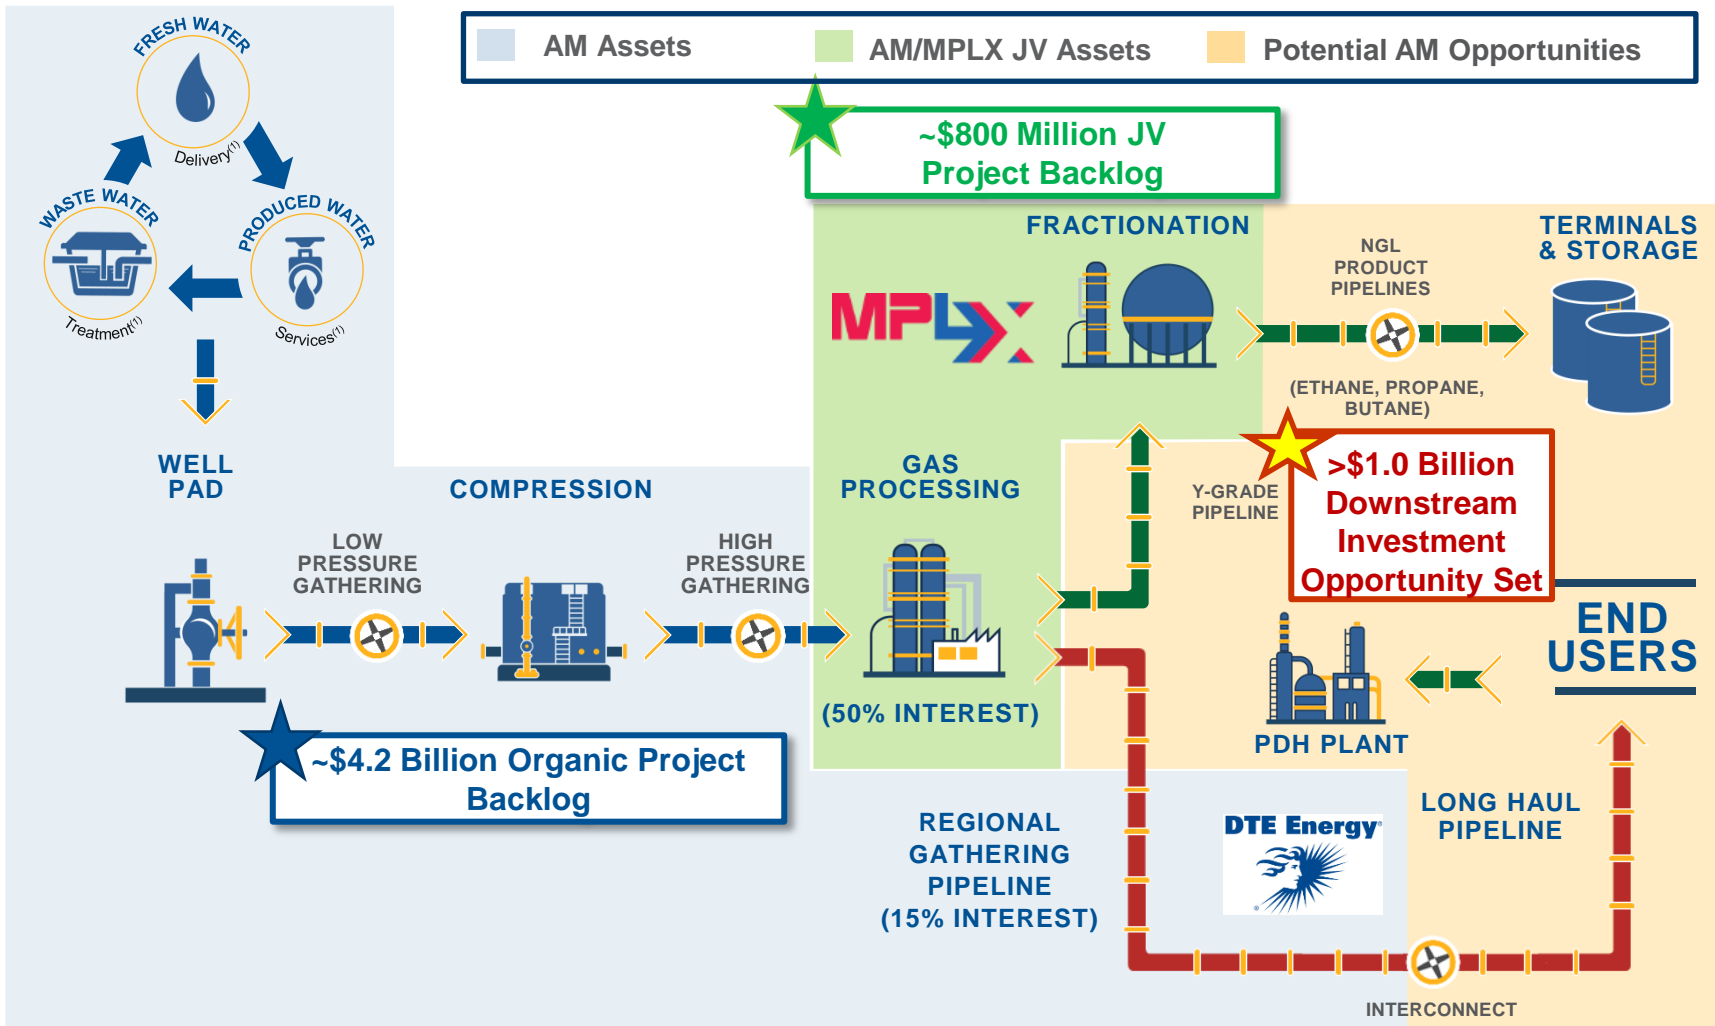 AM Assets
AM/MPLX JV Assets
Potential AM Opportunities
FRESH WATER
Delivery(1)
WASTE WATER
Treatment(1)
PRODUCED WATER
Services(1)
~$800 Million JV
Project Backlog
FRACTIONATION
MPLX
NGL
PRODUCT
PIPELINES
(ETHANE, PROPANE,
BUTANE)
TERMINALS
& STORAGE
WELL
PAD
LOW
PRESSURE
GATHERING
COMPRESSION
HIGH
PRESSURE
GATHERING
GAS
PROCESSING
(50% INTEREST)
Y-GRADE
PIPELINE
>$1.0 Billion
Downstream
Investment
Opportunity Set
END
USERS
PDH PLANT
~$4.2 Billion Organic Project
Backlog
REGIONAL
GATHERING
PIPELINE
(15% INTEREST)
DTE Energy®
LONG HAUL
PIPELINE
INTERCONNECT